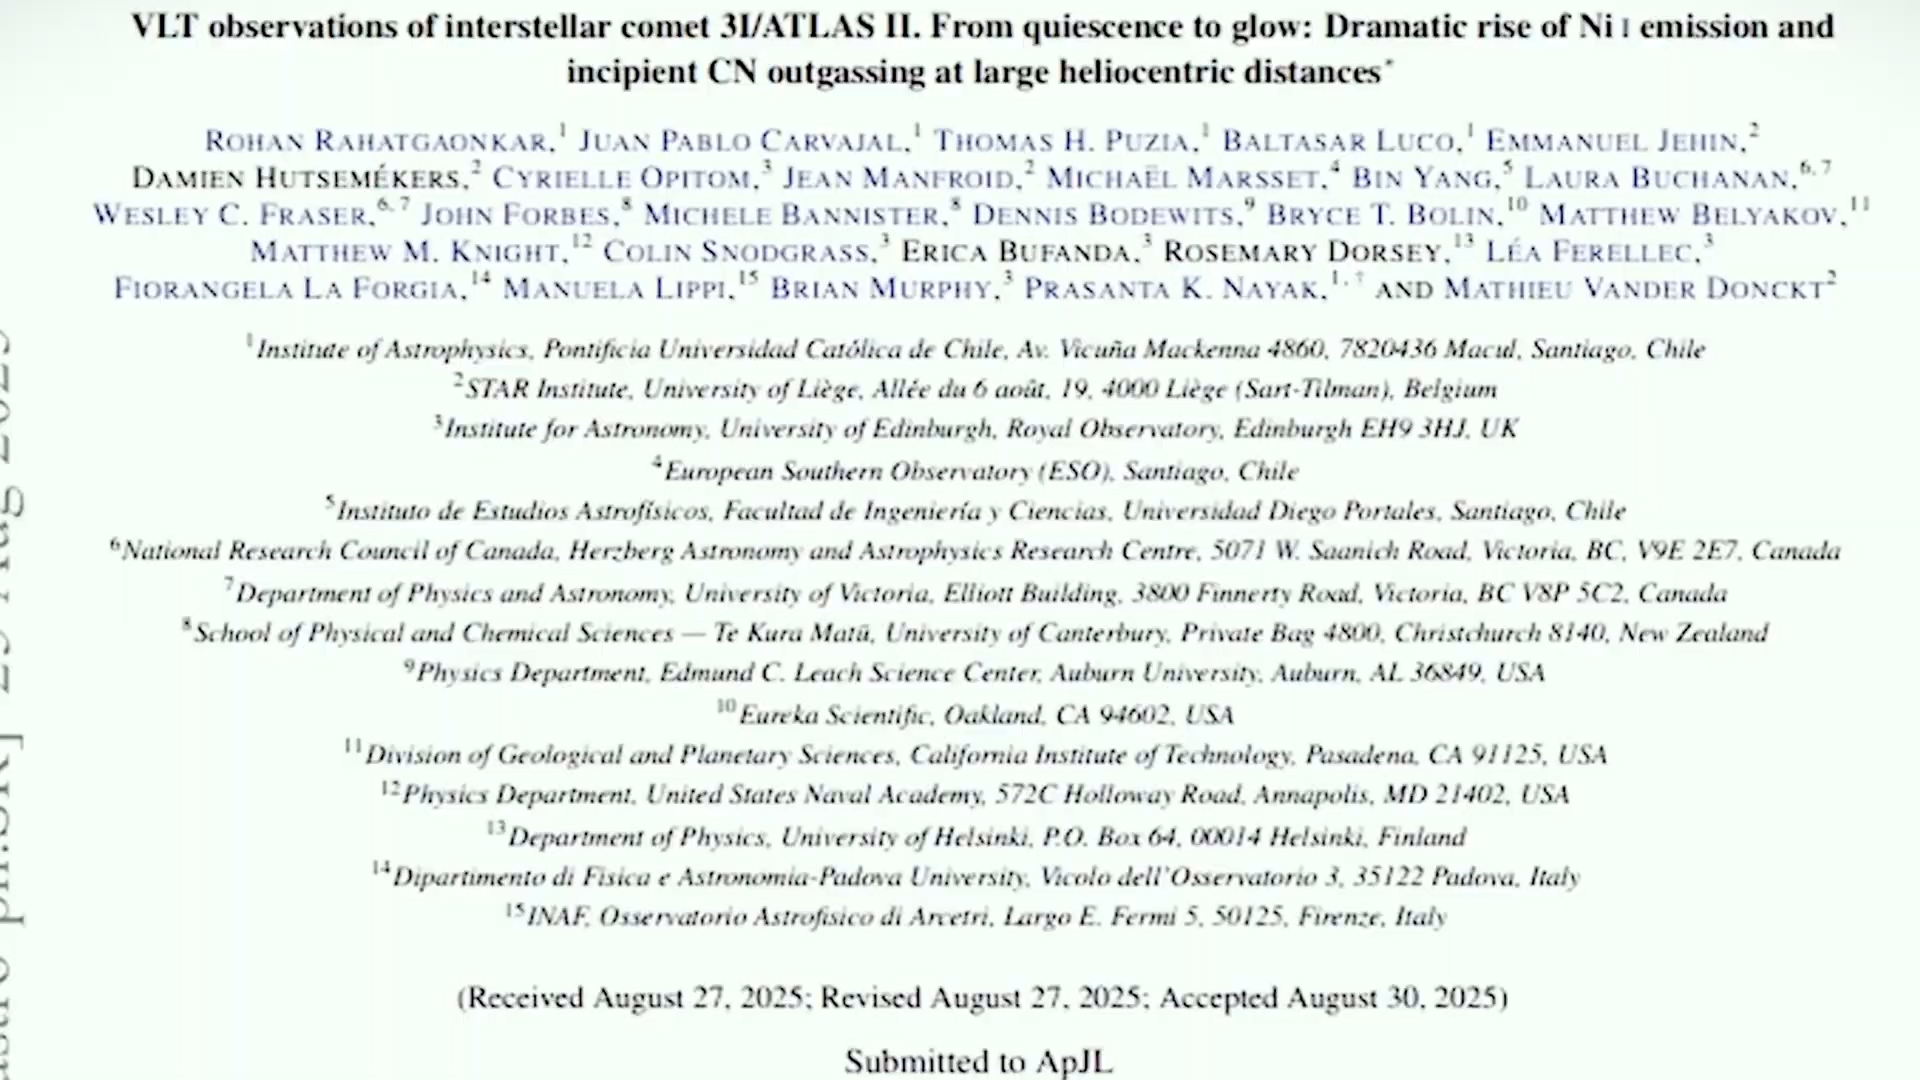 VLT observations of interstellar comet 3I/ATLAS II. From quiescence to glow: Dramatic rise of Ni I emission and
incipient CN outgassing at large heliocentric distances*
ROHAN RAHATGAONKAR,1 JUAN PABLO CARVAJAL,1 THOMAS H. PUZIA,1 BALTASAR LUCO,1 EMMANUEL JEHIN,2
DAMIEN HUTSEMÉKERS,2 CYRIELLE OPITOM,3 JEAN MANFROID,2 MICHAËL MARSSET,4 BIN YANG,5 LAURA BUCHANAN,6,7
WESLEY C. FRASER,6,7 JOHN FORBES,8 MICHELE BANNISTER,8 DENNIS BODEWITS,9 BRYCE T. BOLIN,10 MATTHEW BELYAKOV,11
MATTHEW M. KNIGHT,12 COLIN SNODGRASS,3 ERICA BUFANDA,3 ROSEMARY DORSEY,13 LÉA FERELLEC,3
FIORANGELA LA FORGIA,14 MANUELA LIPPI,15 BRIAN MURPHY,3 PRASANTA K. NAYAK,1,† AND MATHIEU VANDER DONCKT2
1Institute of Astrophysics, Pontificia Universidad Católica de Chile, Av. Vicuña Mackenna 4860, 7820436 Macul, Santiago, Chile
2STAR Institute, University of Liège, Allée du 6 août, 19, 4000 Liège (Sart-Tilman), Belgium
3Institute for Astronomy, University of Edinburgh, Royal Observatory, Edinburgh EH9 3HJ, UK
4European Southern Observatory (ESO), Santiago, Chile
5Instituto de Estudios Astrofísicos, Facultad de Ingeniería y Ciencias, Universidad Diego Portales, Santiago, Chile
6National Research Council of Canada, Herzberg Astronomy and Astrophysics Research Centre, 5071 W. Saanich Road, Victoria, BC, V9E 2E7, Canada
7Department of Physics and Astronomy, University of Victoria, Elliott Building, 3800 Finnerty Road, Victoria, BC V8P 5C2, Canada
8School of Physical and Chemical Sciences — Te Kura Matū, University of Canterbury, Private Bag 4800, Christchurch 8140, New Zealand
9Physics Department, Edmund C. Leach Science Center, Auburn University, Auburn, AL 36849, USA
10Eureka Scientific, Oakland, CA 94602, USA
11Division of Geological and Planetary Sciences, California Institute of Technology, Pasadena, CA 91125, USA
12Physics Department, United States Naval Academy, 572C Holloway Road, Annapolis, MD 21402, USA
13Department of Physics, University of Helsinki, P.O. Box 64, 00014 Helsinki, Finland
14Dipartimento di Fisica e Astronomia-Padova University, Vicolo dell'Osservatorio 3, 35122 Padova, Italy
15INAF, Osservatorio Astrofisico di Arcetri, Largo E. Fermi 5, 50125, Firenze, Italy
(Received August 27, 2025; Revised August 27, 2025; Accepted August 30, 2025)
Submitted to ApJL